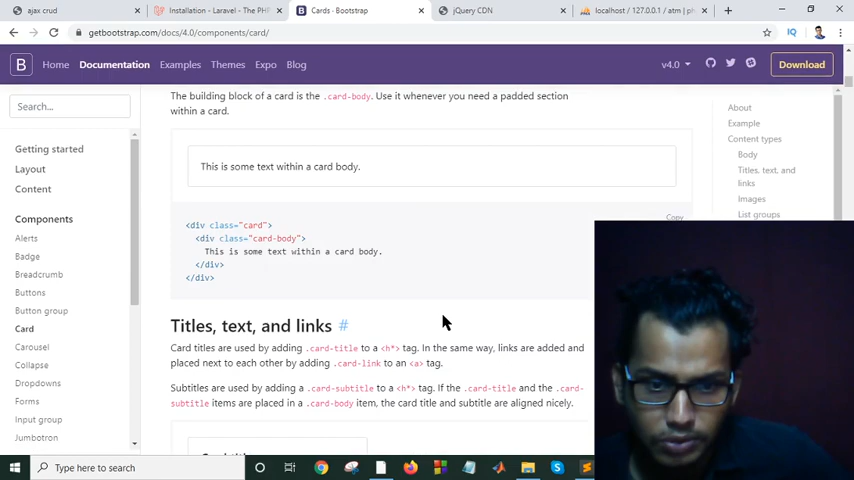 ajax crud
Installation - Laravel - The PHP
Cards · Bootstrap
jQuery CDN
localhost / 127.0.0.1 / atm | ph
getbootstrap.com/docs/4.0/components/card/
IQ
B
Home
Documentation
Examples
Themes
Expo
Blog
v4.0
Download
Search...
Getting started
Layout
Content
Components
Alerts
Badge
Breadcrumb
Buttons
Button group
Card
Carousel
Collapse
Dropdowns
Forms
Input group
Jumbotron
The building block of a card is the .card-body. Use it whenever you need a padded section
within a card.
This is some text within a card body.
Copy
<div class="card">
<div class="card-body">
This is some text within a card body.
</div>
</div>
Titles, text, and links #
Card titles are used by adding .card-title to a <h*> tag. In the same way, links are added and
placed next to each other by adding .card-link to an <a> tag.
Subtitles are used by adding a .card-subtitle to a <h*> tag. If the .card-title and the .card-
subtitle items are placed in a .card-body item, the card title and subtitle are aligned nicely.
About
Example
Content types
Body
Titles, text, and
links
Images
List groups
Type here to search